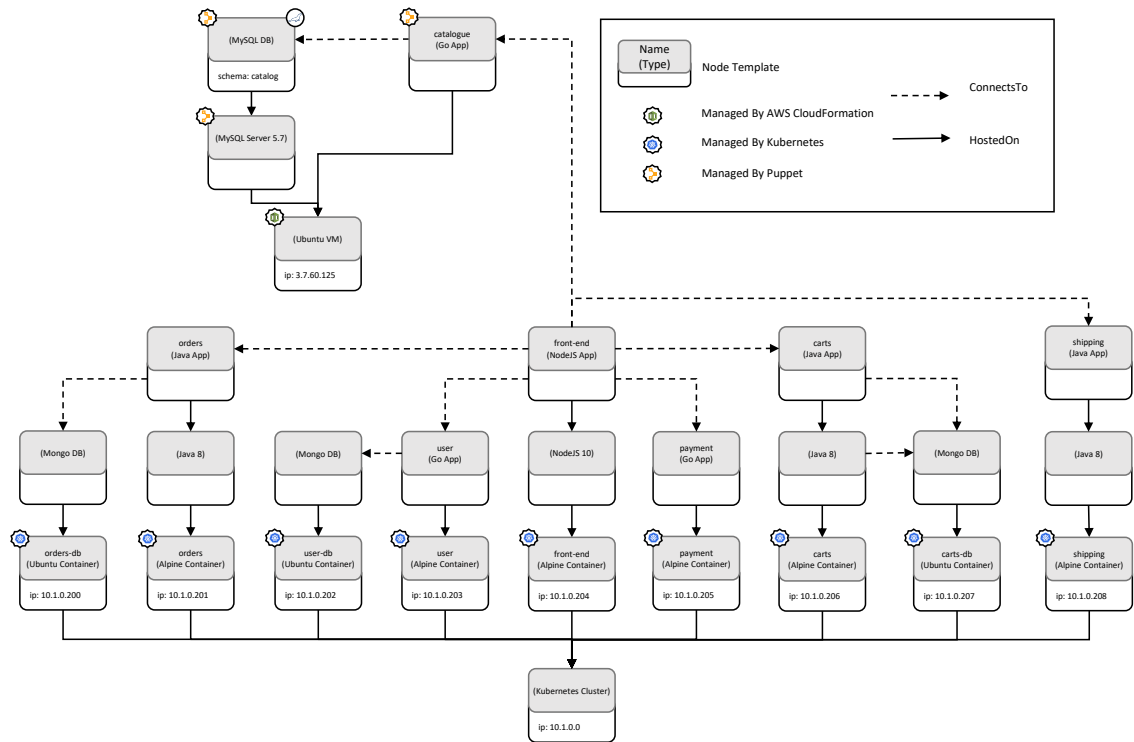 (MySQL DB)
schema: catalog
catalogue
(Go App)
(MySQL Server 5.7)
(Ubuntu VM)
ip: 3.7.60.125
Name
(Type)
Node Template
Managed By AWS CloudFormation
Managed By Kubernetes
Managed By Puppet
ConnectsTo
HostedOn
orders
(Java App)
front-end
(NodeJS App)
carts
(Java App)
shipping
(Java App)
(Mongo DB)
(Java 8)
(Mongo DB)
user
(Go App)
(NodeJS 10)
payment
(Go App)
(Java 8)
(Mongo DB)
(Java 8)
orders-db
(Ubuntu Container)
ip: 10.1.0.200
orders
(Alpine Container)
ip: 10.1.0.201
user-db
(Ubuntu Container)
ip: 10.1.0.202
user
(Alpine Container)
ip: 10.1.0.203
front-end
(Alpine Container)
ip: 10.1.0.204
payment
(Alpine Container)
ip: 10.1.0.205
carts
(Alpine Container)
ip: 10.1.0.206
carts-db
(Ubuntu Container)
ip: 10.1.0.207
shipping
(Alpine Container)
ip: 10.1.0.208
(Kubernetes Cluster)
ip: 10.1.0.0